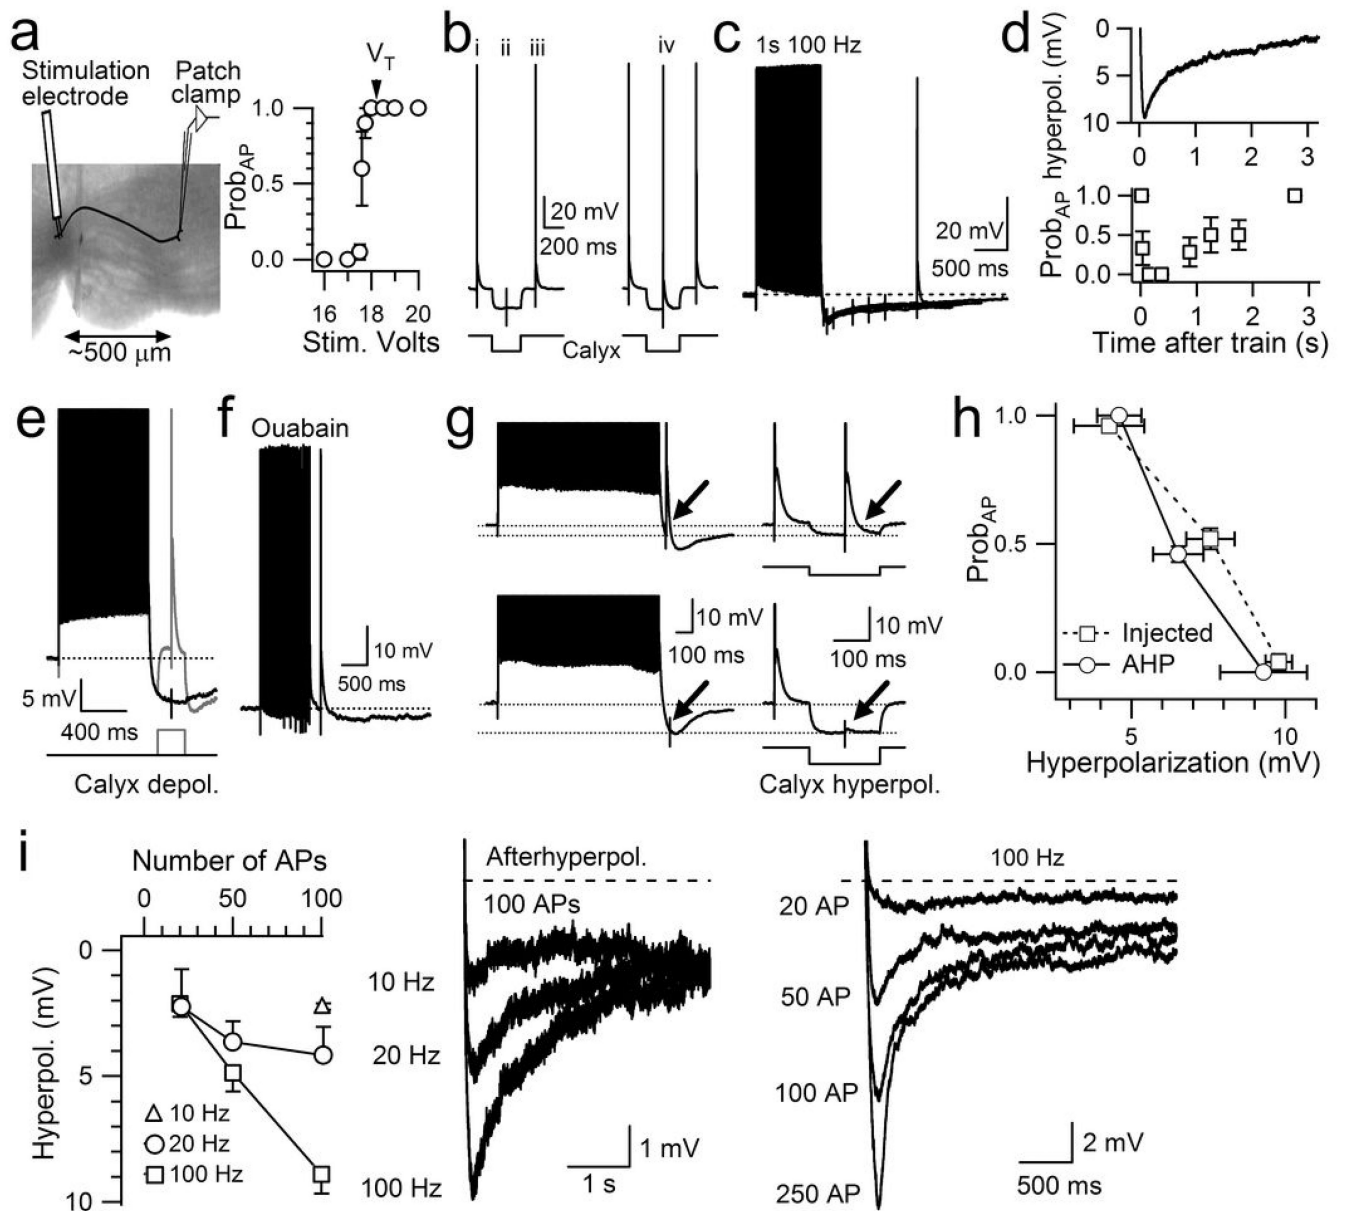 a
Stimulation
electrode
Patch
clamp
~500 μm
V_T
Prob_AP
1.0
0.5
0.0
16 18 20
Stim. Volts
b
i ii iii
iv
20 mV
200 ms
Calyx
c
1s 100 Hz
20 mV
500 ms
d
hyperpol. (mV)
0
5
10
0 1 2 3
Prob_AP
1.0
0.5
0.0
0 1 2 3
Time after train (s)
e
5 mV
400 ms
Calyx depol.
f
Ouabain
10 mV
500 ms
g
10 mV
100 ms
10 mV
100 ms
Calyx hyperpol.
h
Prob_AP
1.0
0.5
0.0
Injected
AHP
5 10
Hyperpolarization (mV)
i
Number of APs
0 50 100
Hyperpol. (mV)
0
5
10
10 Hz
20 Hz
100 Hz
Afterhyperpol.
100 APs
10 Hz
20 Hz
100 Hz
1 mV
1 s
100 Hz
20 AP
50 AP
100 AP
250 AP
2 mV
500 ms